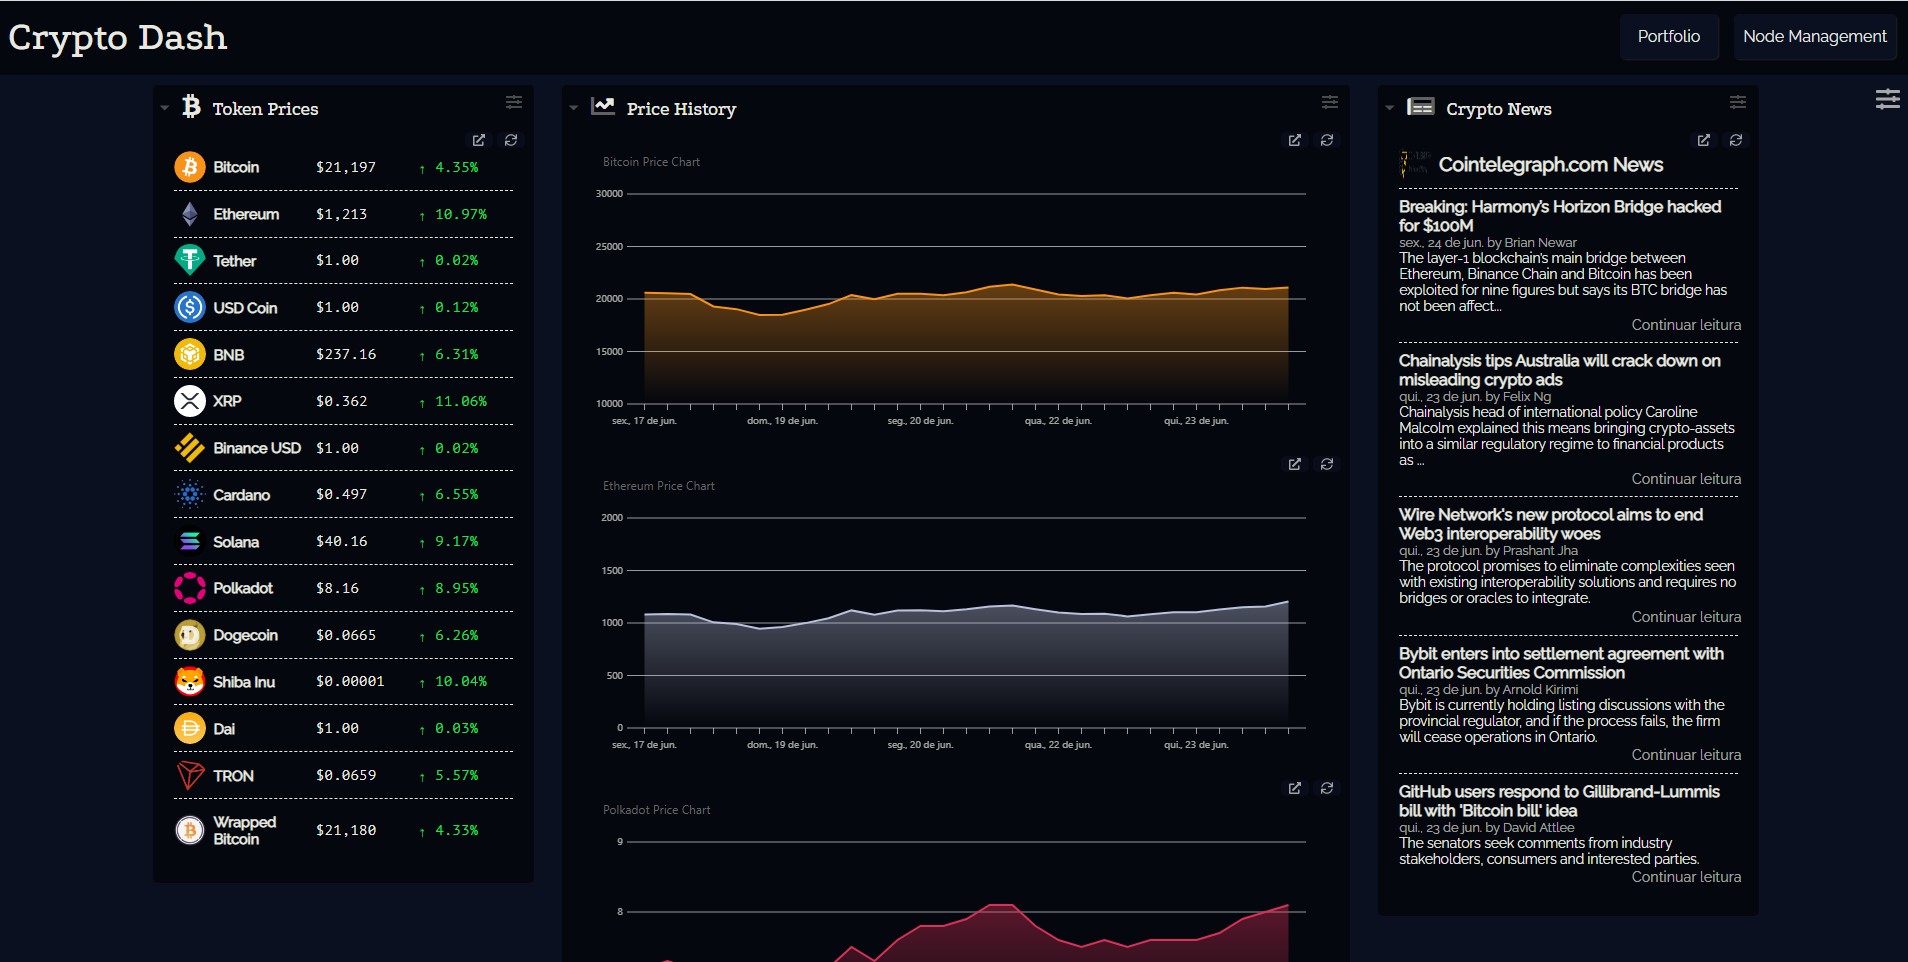 Crypto Dash
Portfolio
Node Management
Token Prices
Bitcoin $21,197 ↑ 4.35%
Ethereum $1,213 ↑ 10.97%
Tether $1.00 ↑ 0.02%
USD Coin $1.00 ↑ 0.12%
BNB $237.16 ↑ 6.31%
XRP $0.362 ↑ 11.06%
Binance USD $1.00 ↑ 0.02%
Cardano $0.497 ↑ 6.55%
Solana $40.16 ↑ 9.17%
Polkadot $8.16 ↑ 8.95%
Dogecoin $0.0665 ↑ 6.26%
Shiba Inu $0.00001 ↑ 10.04%
Dai $1.00 ↑ 0.03%
TRON $0.0659 ↑ 5.57%
Wrapped
Bitcoin $21,180 ↑ 4.33%
Price History
Bitcoin Price Chart
30000
25000
20000
15000
10000
sex., 17 de jun. dom., 19 de jun. seg., 20 de jun. qua., 22 de jun. qui., 23 de jun.
Ethereum Price Chart
2000
1500
1000
500
0
sex., 17 de jun. dom., 19 de jun. seg., 20 de jun. qua., 22 de jun. qui., 23 de jun.
Polkadot Price Chart
9
8
Crypto News
Cointelegraph.com News
Breaking: Harmony's Horizon Bridge hacked
for $100M
sex., 24 de jun. by Brian Newar
The layer-1 blockchain's main bridge between
Ethereum, Binance Chain and Bitcoin has been
exploited for nine figures but says its BTC bridge has
not been affect...
Continuar leitura
Chainalysis tips Australia will crack down on
misleading crypto ads
qui., 23 de jun. by Felix Ng
Chainalysis head of international policy Caroline
Malcolm explained this means bringing crypto-assets
into a similar regulatory regime to financial products
as ...
Continuar leitura
Wire Network's new protocol aims to end
Web3 interoperability woes
qui., 23 de jun. by Prashant Jha
The protocol promises to eliminate complexities seen
with existing interoperability solutions and requires no
bridges or oracles to integrate.
Continuar leitura
Bybit enters into settlement agreement with
Ontario Securities Commission
qui., 23 de jun. by Arnold Kirimi
Bybit is currently holding listing discussions with the
provincial regulator, and if the process fails, the firm
will cease operations in Ontario.
Continuar leitura
GitHub users respond to Gillibrand-Lummis
bill with 'Bitcoin bill' idea
qui., 23 de jun. by David Attlee
The senators seek comments from industry
stakeholders, consumers and interested parties.
Continuar leitura